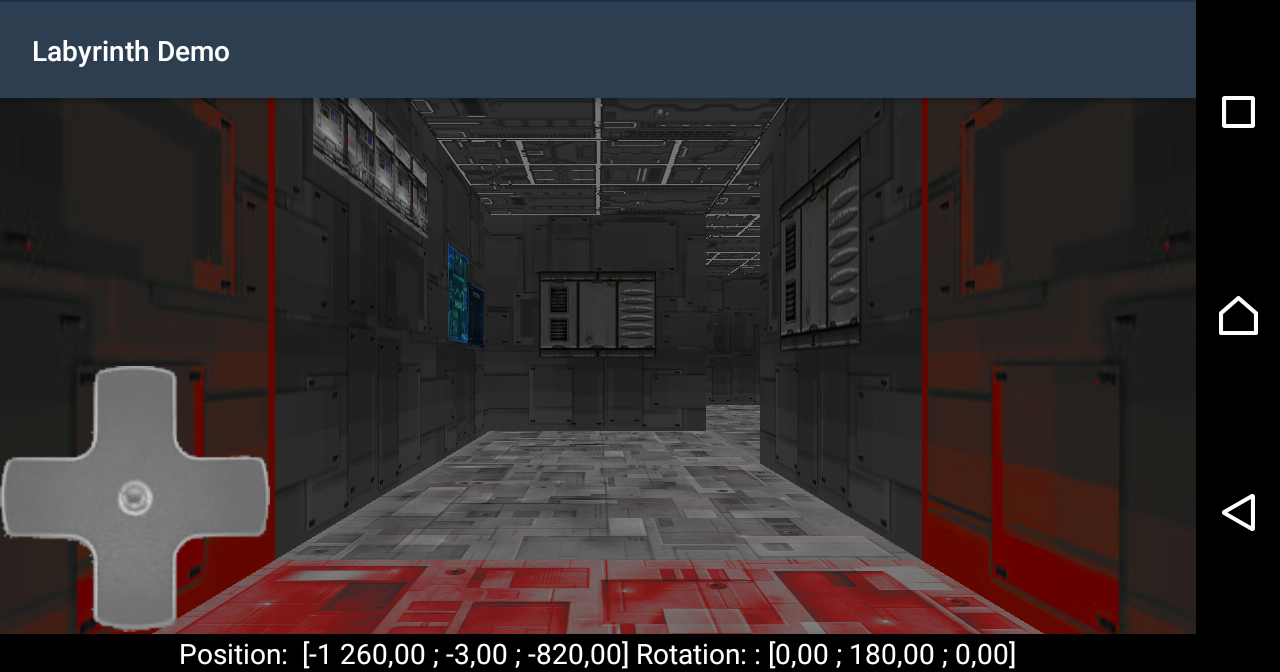 Labyrinth Demo
Position:  [-1 260,00 ; -3,00 ; -820,00] Rotation: : [0,00 ; 180,00 ; 0,00]